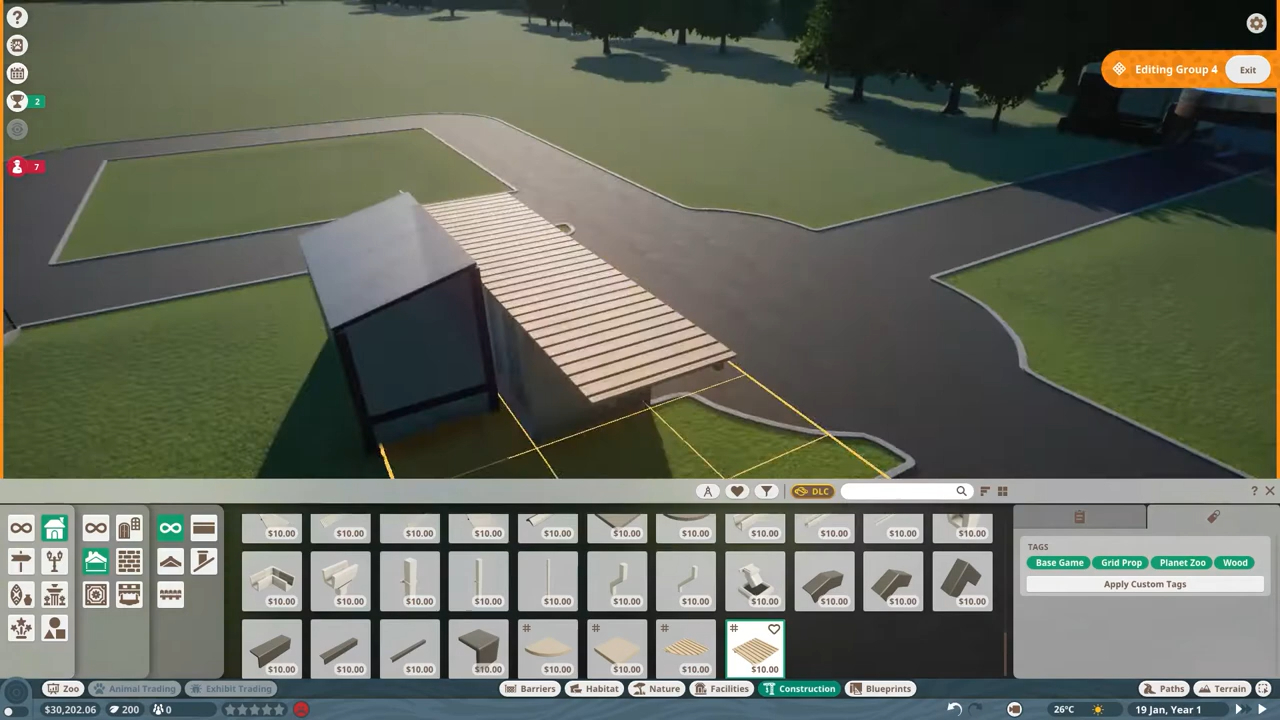 ?
2
7
Editing Group 4
Exit
DLC
? ×
$10.00 $10.00 $10.00 $10.00 $10.00 $10.00 $10.00 $10.00 $10.00 $10.00 $10.00
$10.00 $10.00 $10.00 $10.00 $10.00 $10.00 $10.00 $10.00 $10.00 $10.00 $10.00
$10.00 $10.00 $10.00 $10.00 $10.00 $10.00 $10.00 $10.00
TAGS
Base Game Grid Prop Planet Zoo Wood
Apply Custom Tags
Zoo Animal Trading Exhibit Trading Barriers Habitat Nature Facilities Construction Blueprints Paths Terrain
$30,202.06 200 0 26°C 19 Jan, Year 1